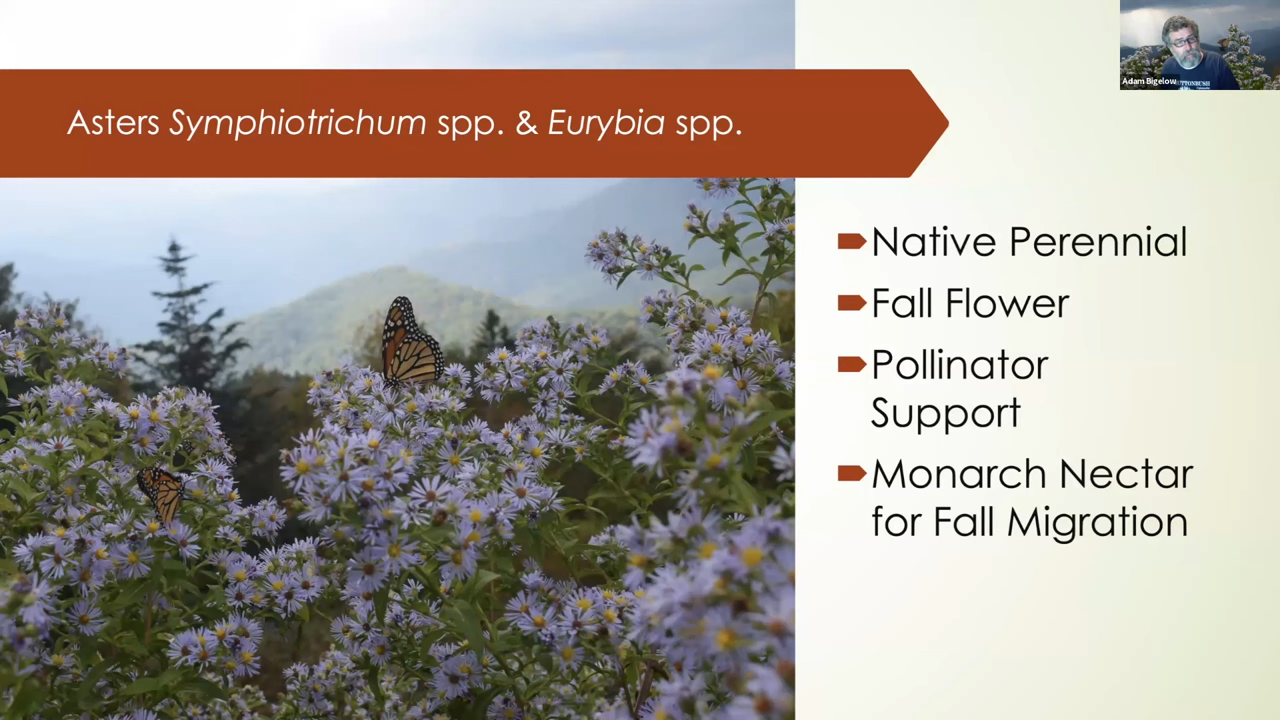 Asters Symphiotrichum spp. & Eurybia spp.
Native Perennial
Fall Flower
Pollinator
Support
Monarch Nectar
for Fall Migration
Adam Bigelow